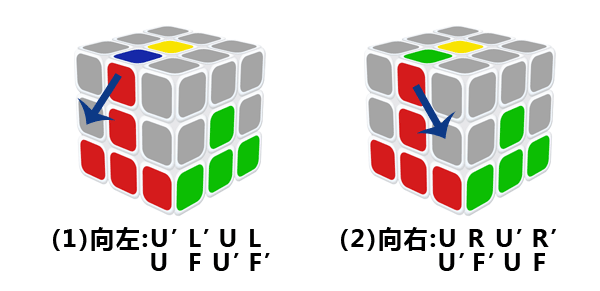 (1)向左:U′ L′ U L
U F U′ F′
(2)向右:U R U′ R′
U′ F′ U F